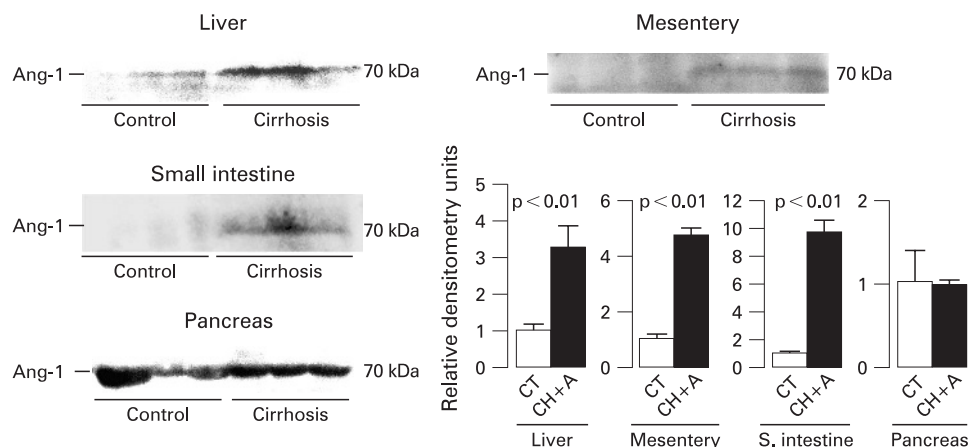 Liver
Ang-1
70 kDa
Control
Cirrhosis
Mesentery
Ang-1
70 kDa
Control
Cirrhosis
Small intestine
Ang-1
70 kDa
Control
Cirrhosis
Pancreas
Ang-1
70 kDa
Control
Cirrhosis
Relative densitometry units
5
4
3
2
1
0
p < 0.01
CT
CH+A
Liver
6
4
2
0
p < 0.01
CT
CH+A
Mesentery
12
10
8
6
4
2
0
p < 0.01
CT
CH+A
S. intestine
2
1
0
CT
CH+A
Pancreas